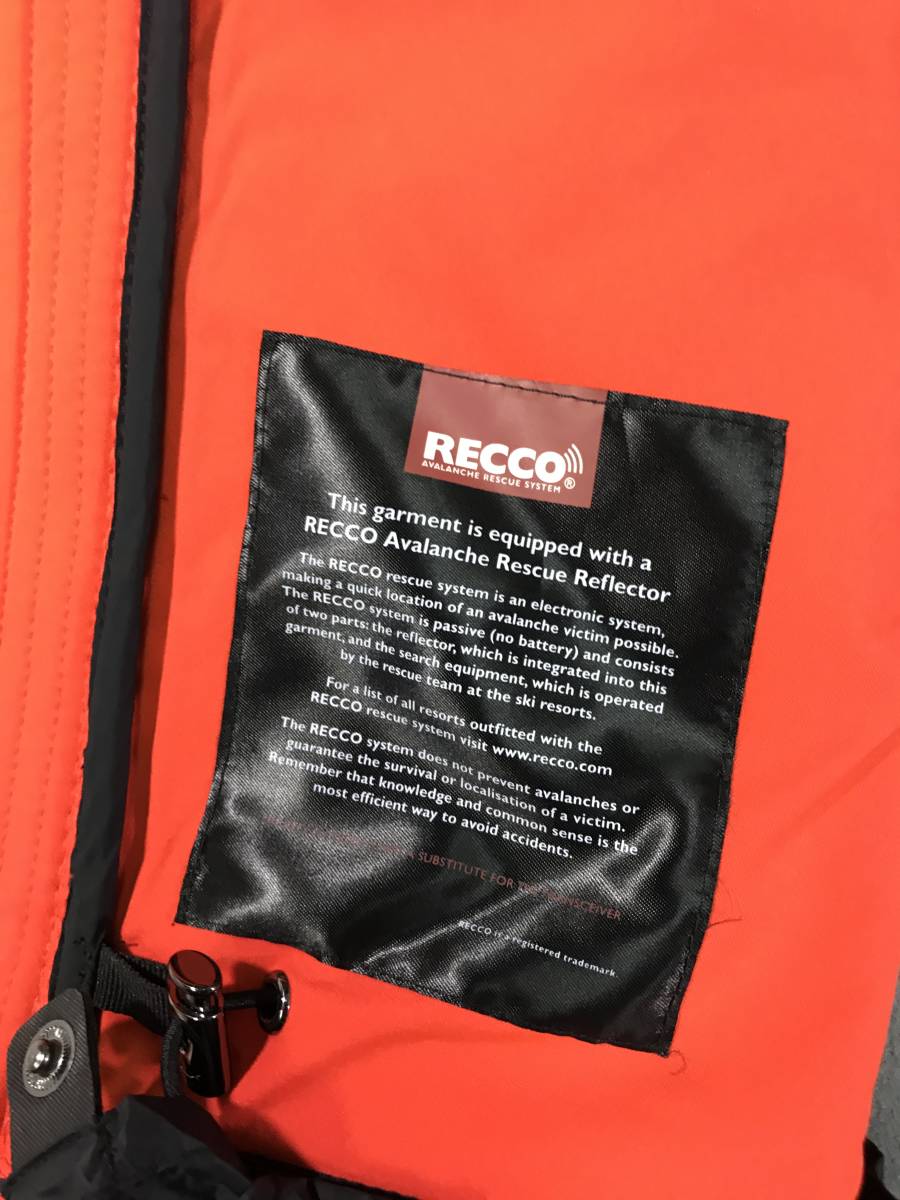 RECCO
®
AVALANCHE RESCUE SYSTEM
This garment is equipped with a
RECCO Avalanche Rescue Reflector
The RECCO rescue system is an electronic system,
making a quick location of an avalanche victim possible.
The RECCO system is passive (no battery) and consists
of two parts: the reflector, which is integrated into this
garment, and the search equipment, which is operated
by the rescue team at the ski resorts.
For a list of all resorts outfitted with the
RECCO rescue system visit www.recco.com
The RECCO system does not prevent avalanches or
guarantee the survival or localisation of a victim.
Remember that knowledge and common sense is the
most efficient way to avoid accidents.
SUBSTITUTE FOR TRANSCEIVER
RECCO is a registered trademark.